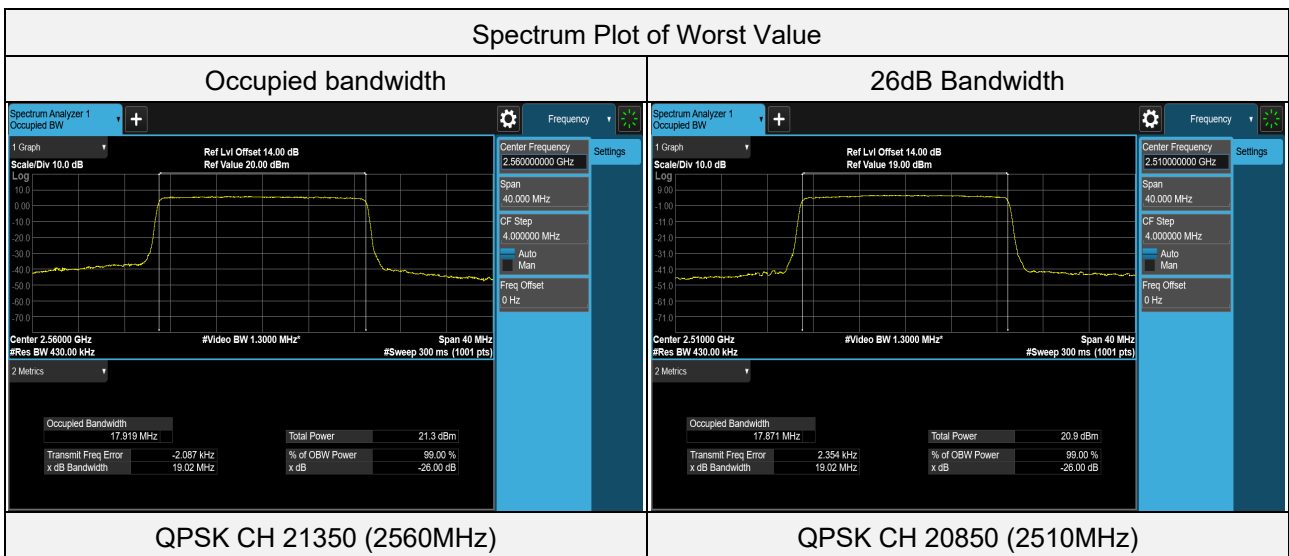 Spectrum Plot of Worst Value
Occupied bandwidth
26dB Bandwidth
Spectrum Analyzer 1
Occupied BW
+
Frequency
1 Graph
Scale/Div 10.0 dB
Ref Lvl Offset 14.00 dB
Ref Value 20.00 dBm
Log
10.0
0.00
-10.0
-20.0
-30.0
-40.0
-50.0
-60.0
-70.0
Center 2.56000 GHz
#Res BW 430.00 kHz
#Video BW 1.3000 MHz*
Span 40 MHz
#Sweep 300 ms (1001 pts)
Center Frequency
2.560000000 GHz
Settings
Span
40.000 MHz
CF Step
4.000000 MHz
Auto
Man
Freq Offset
0 Hz
2 Metrics
Occupied Bandwidth
17.919 MHz
Total Power 21.3 dBm
Transmit Freq Error -2.087 kHz
% of OBW Power 99.00 %
x dB Bandwidth 19.02 MHz
x dB -26.00 dB
Spectrum Analyzer 1
Occupied BW
+
Frequency
1 Graph
Scale/Div 10.0 dB
Ref Lvl Offset 14.00 dB
Ref Value 19.00 dBm
Log
9.00
-1.00
-11.0
-21.0
-31.0
-41.0
-51.0
-61.0
-71.0
Center 2.51000 GHz
#Res BW 430.00 kHz
#Video BW 1.3000 MHz*
Span 40 MHz
#Sweep 300 ms (1001 pts)
Center Frequency
2.510000000 GHz
Settings
Span
40.000 MHz
CF Step
4.000000 MHz
Auto
Man
Freq Offset
0 Hz
2 Metrics
Occupied Bandwidth
17.871 MHz
Total Power 20.9 dBm
Transmit Freq Error 2.354 kHz
% of OBW Power 99.00 %
x dB Bandwidth 19.02 MHz
x dB -26.00 dB
QPSK CH 21350 (2560MHz)
QPSK CH 20850 (2510MHz)